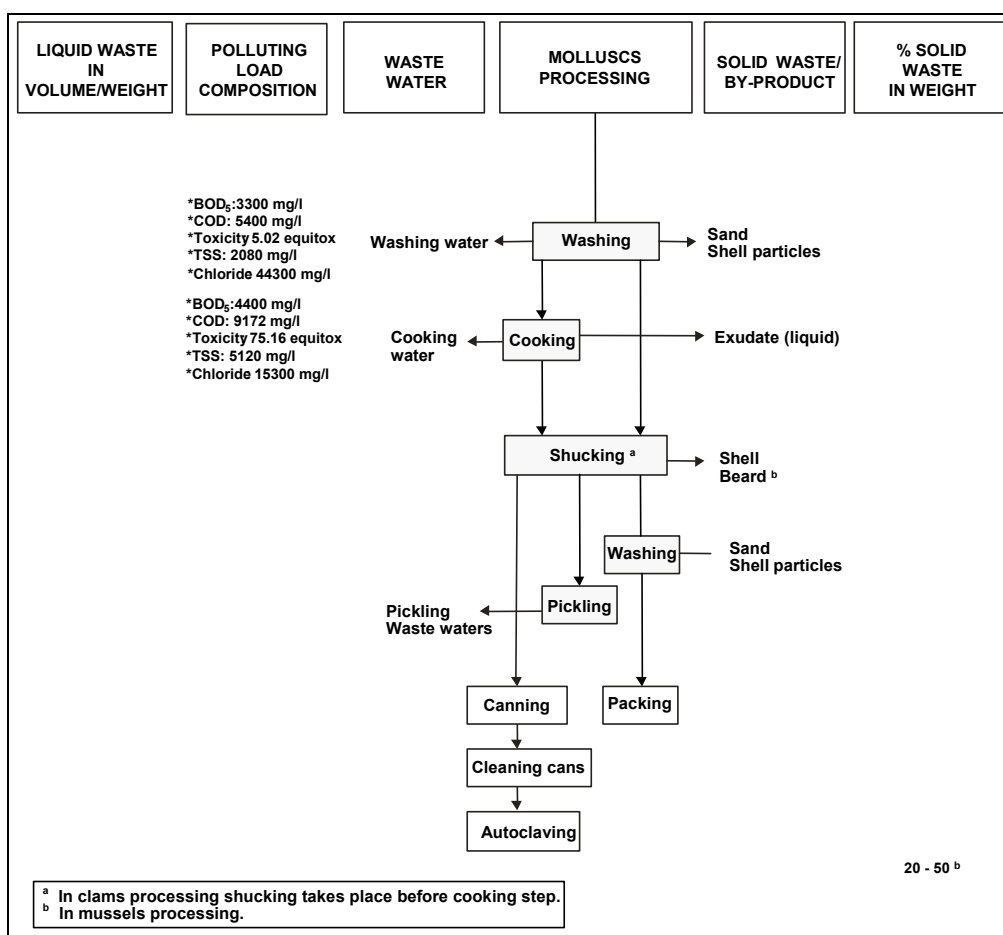 LIQUID WASTE
IN
VOLUME/WEIGHT
POLLUTING
LOAD
COMPOSITION
WASTE
WATER
MOLLUSCS
PROCESSING
SOLID WASTE/
BY-PRODUCT
% SOLID
WASTE
IN WEIGHT
*BOD₅:3300 mg/l
*COD: 5400 mg/l
*Toxicity 5.02 equitox
*TSS: 2080 mg/l
*Chloride 44300 mg/l
Washing water
Washing
Sand
Shell particles
*BOD₅:4400 mg/l
*COD: 9172 mg/l
*Toxicity 75.16 equitox
*TSS: 5120 mg/l
*Chloride 15300 mg/l
Cooking
water
Cooking
Exudate (liquid)
Shucking ᵃ
Shell
Beard ᵇ
Washing
Sand
Shell particles
Pickling
Waste waters
Pickling
Canning
Packing
Cleaning cans
Autoclaving
20 - 50 ᵇ
ᵃ In clams processing shucking takes place before cooking step.
ᵇ In mussels processing.